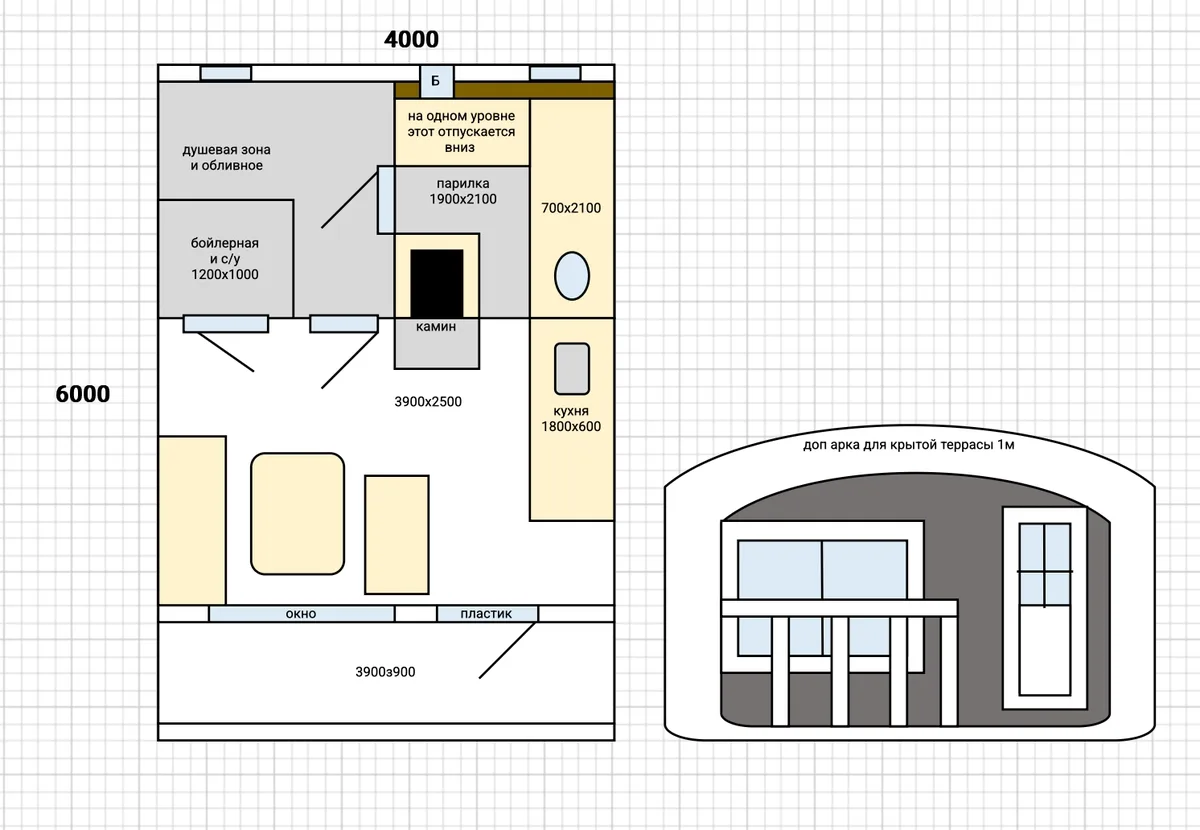 4000
Б
на одном уровне
этот отпускается
вниз
душевая зона
и обливное
парилка
1900х2100
700х2100
бойлерная
и с/у
1200х1000
камин
6000
3900х2500
кухня
1800х600
доп арка для крытой террасы 1м
окно
пластик
3900з900